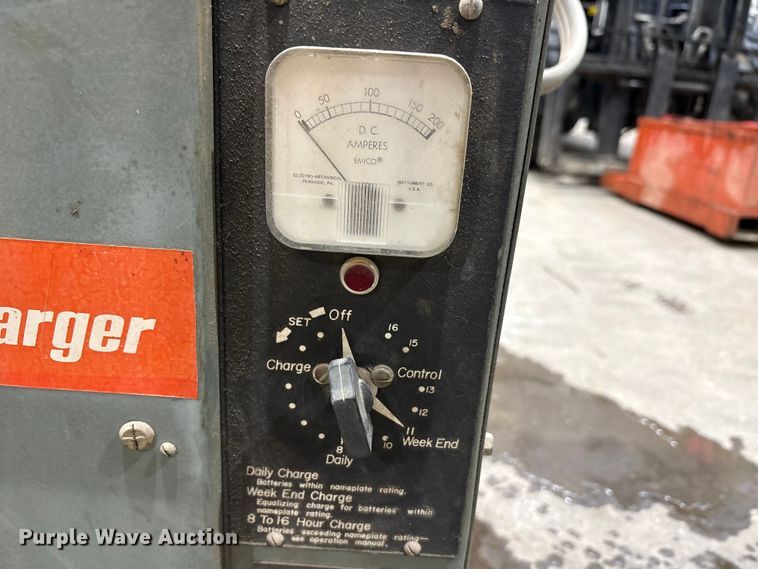 0 50 100 150 200
D.C.
AMPERES
EMICO®
ELECTRO-MECHANICAL INSTRUMENT CO.
PERKASIE, PA. U.S.A.
arger
SET Off
16
15
Charge Control
13
12
11
Week End
10
8
Daily
Daily Charge
Batteries within nameplate rating.
Week End Charge
Equalizing charge for batteries within
nameplate rating.
8 To 16 Hour Charge
Batteries exceeding nameplate rating—
see operation manual.
Purple Wave Auction